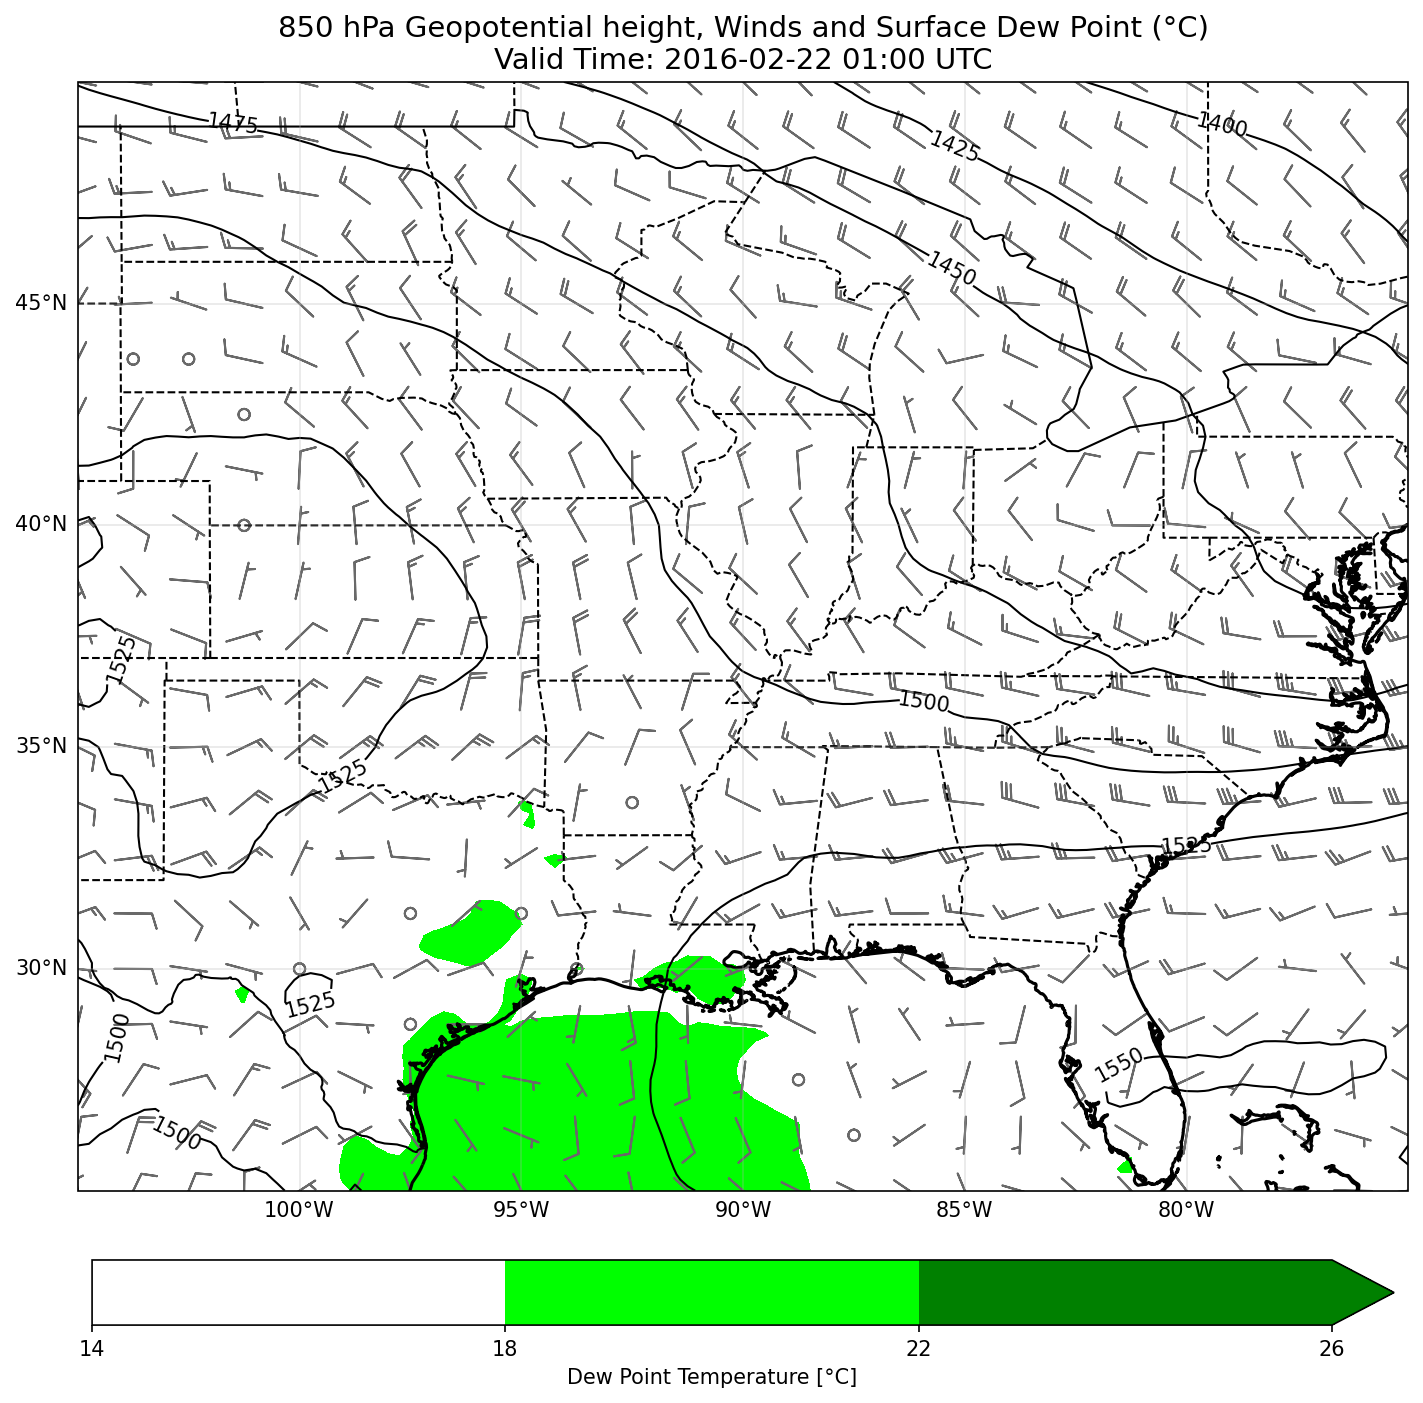 850 hPa Geopotential height, Winds and Surface Dew Point (°C)
Valid Time: 2016-02-22 01:00 UTC
1475
1400
1425
1450
45°N
40°N
1525
1500
35°N
1525
1525
30°N
1525
1500
1550
1500
100°W 95°W 90°W 85°W 80°W
14 18 22 26
Dew Point Temperature [°C]